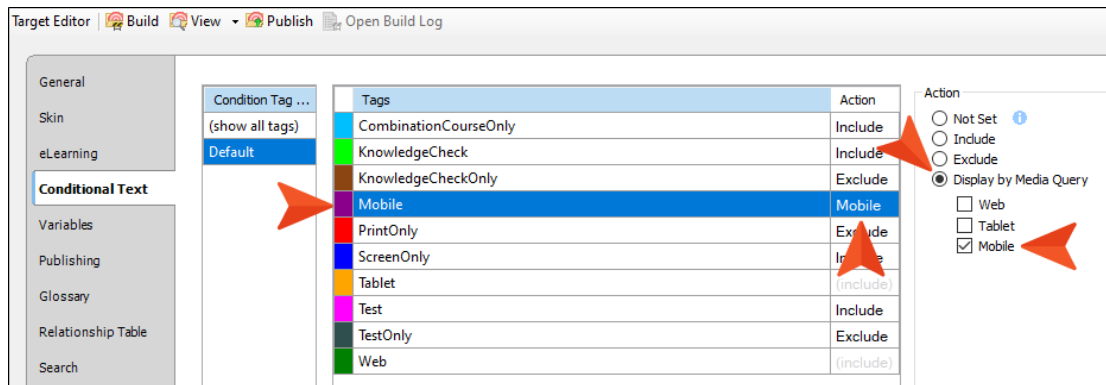 Target Editor Build View Publish Open Build Log
General
Skin
eLearning
Conditional Text
Variables
Publishing
Glossary
Relationship Table
Search
Condition Tag ...
(show all tags)
Default
Tags Action
CombinationCourseOnly Include
KnowledgeCheck Include
KnowledgeCheckOnly Exclude
Mobile Mobile
PrintOnly Exclude
ScreenOnly
Tablet (include)
Test Include
TestOnly Exclude
Web (include)
Action
Not Set
Include
Exclude
Display by Media Query
Web
Tablet
Mobile